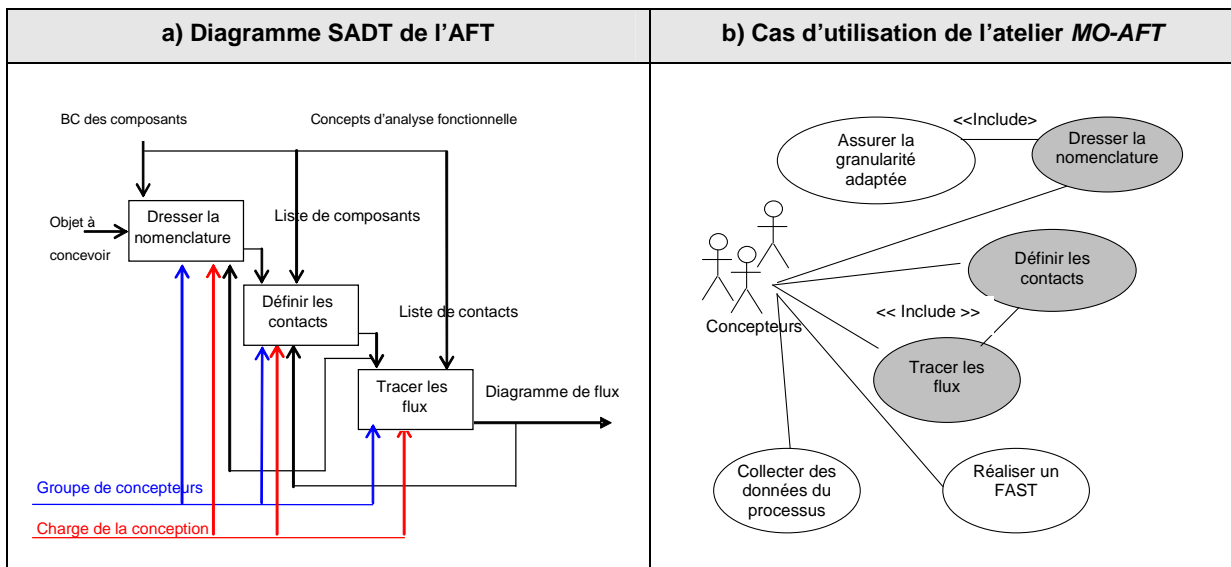 a) Diagramme SADT de l'AFT
BC des composants
Concepts d'analyse fonctionnelle
Objet à
concevoir
Dresser la
nomenclature
Liste de composants
Définir les
contacts
Liste de contacts
Tracer les
flux
Diagramme de flux
Groupe de concepteurs
Charge de la conception
b) Cas d'utilisation de l'atelier MO-AFT
<<Include>
Assurer la
granularité
adaptée
Dresser la
nomenclature
Définir les
contacts
<< Include >>
Concepteurs
Tracer les
flux
Collecter des
données du
processus
Réaliser un
FAST